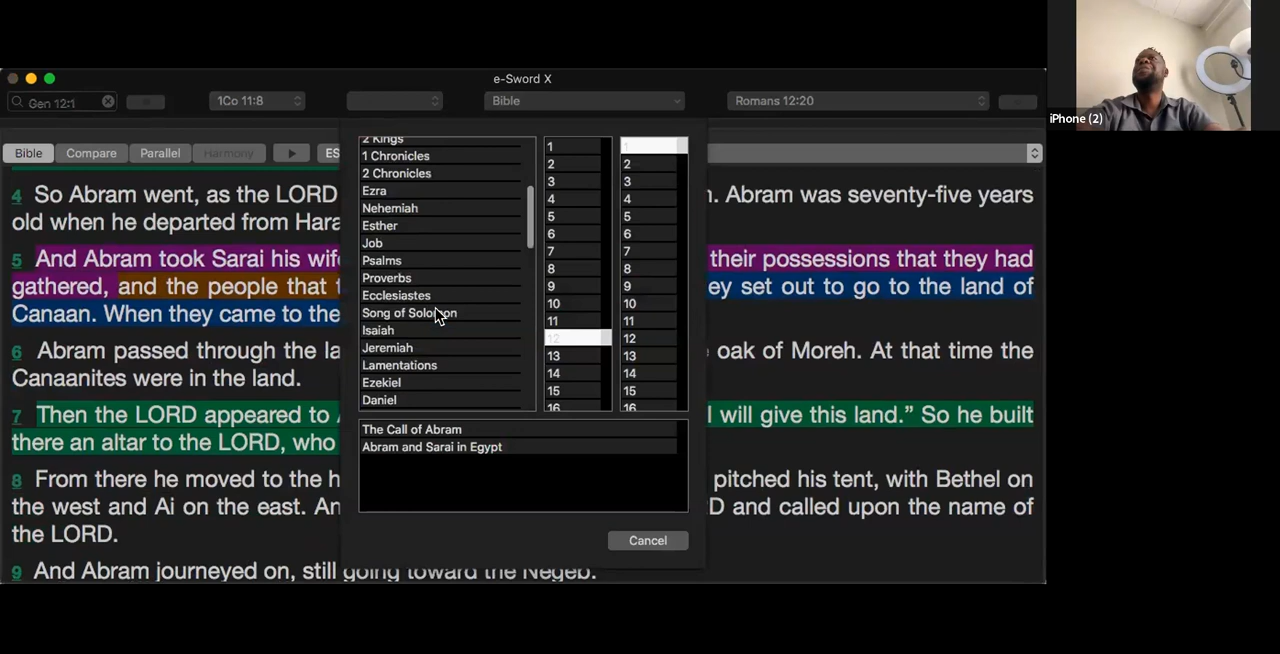 e-Sword X
Gen 12:1
1Co 11:8
Bible
Romans 12:20
iPhone (2)
Bible
Compare
Parallel
Harmony
ES
2 Kings
1 Chronicles
2 Chronicles
Ezra
Nehemiah
Esther
Job
Psalms
Proverbs
Ecclesiastes
Song of Solomon
Isaiah
Jeremiah
Lamentations
Ezekiel
Daniel
1
2
3
4
5
6
7
8
9
10
11
12
13
14
15
16
1
2
3
4
5
6
7
8
9
10
11
12
13
14
15
16
The Call of Abram
Abram and Sarai in Egypt
Cancel
4 So Abram went, as the LORD . Abram was seventy-five years
old when he departed from Hara
5 And Abram took Sarai his wife their possessions that they had
gathered, and the people that t ey set out to go to the land of
Canaan. When they came to the
6 Abram passed through the la oak of Moreh. At that time the
Canaanites were in the land.
7 Then the LORD appeared to I will give this land.” So he built
there an altar to the LORD, who
8 From there he moved to the h pitched his tent, with Bethel on
the west and Ai on the east. An D and called upon the name of
the LORD.
9 And Abram journeyed on, still going toward the Negeb.